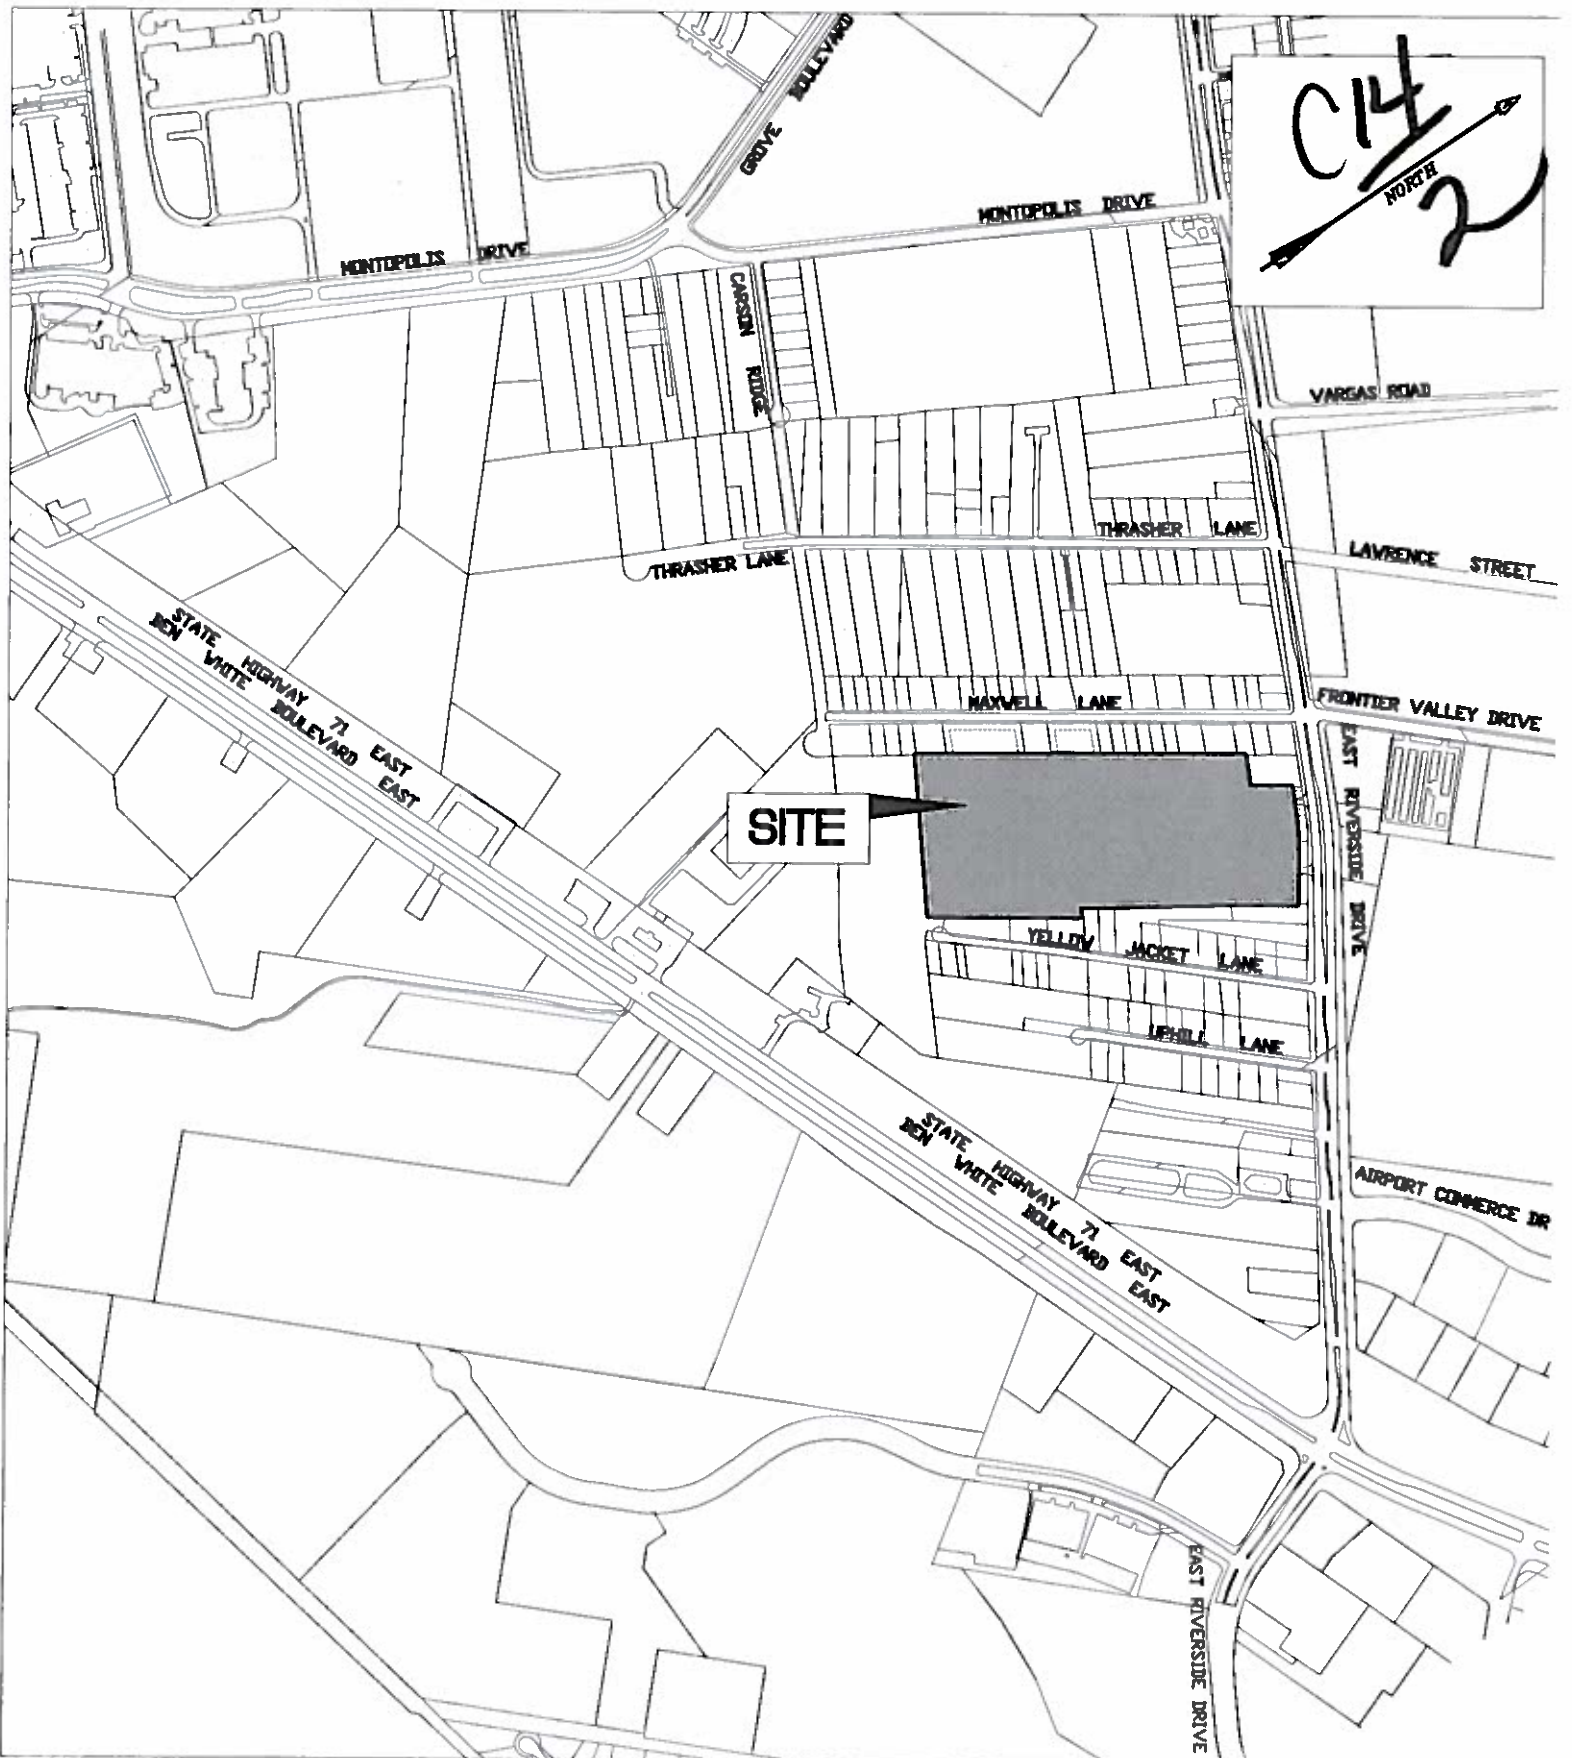 GROVE BOULEVARD
C14
2
NORTH
MONTOPOLIS DRIVE
MONTOPOLIS DRIVE
CARSON RIDGE
VARGAS ROAD
THRASHER LANE
THRASHER LANE
LAWRENCE STREET
STATE HIGHWAY 71 EAST
BEN WHITE BOULEVARD EAST
MAXWELL LANE
FRONTIER VALLEY DRIVE
EAST RIVERSIDE DRIVE
SITE
YELLOW JACKET LANE
UPHILL LANE
STATE HIGHWAY 71 EAST
BEN WHITE BOULEVARD EAST
AIRPORT COMMERCE DR
EAST RIVERSIDE DRIVE